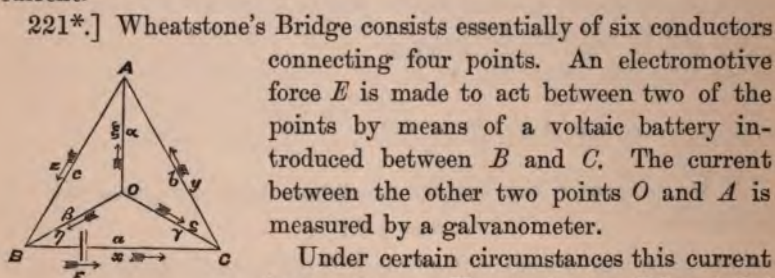 221*.] Wheatstone's Bridge consists essentially of six conductors
connecting four points. An electromotive
force E is made to act between two of the
points by means of a voltaic battery in-
troduced between B and C. The current
between the other two points O and A is
measured by a galvanometer.
Under certain circumstances this current
A
ξ α
z c
b y
O
β η
γ ζ
B
a
x
C
E